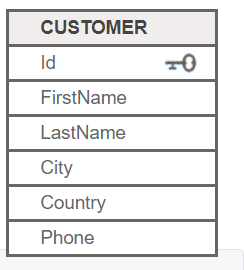 CUSTOMER
Id
FirstName
LastName
City
Country
Phone